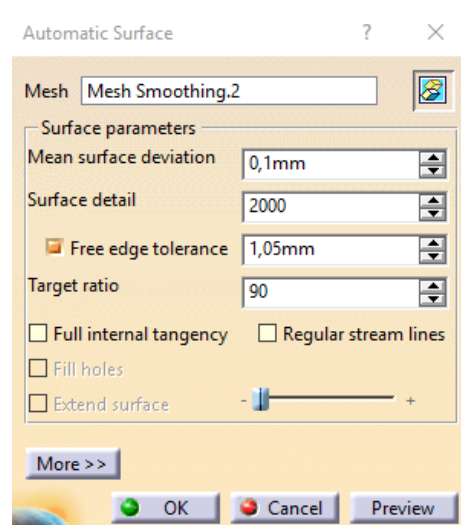 Automatic Surface ? ×
Mesh Mesh Smoothing.2
Surface parameters
Mean surface deviation 0,1mm
Surface detail 2000
Free edge tolerance 1,05mm
Target ratio 90
Full internal tangency Regular stream lines
Fill holes
Extend surface - +
More >>
OK Cancel Preview